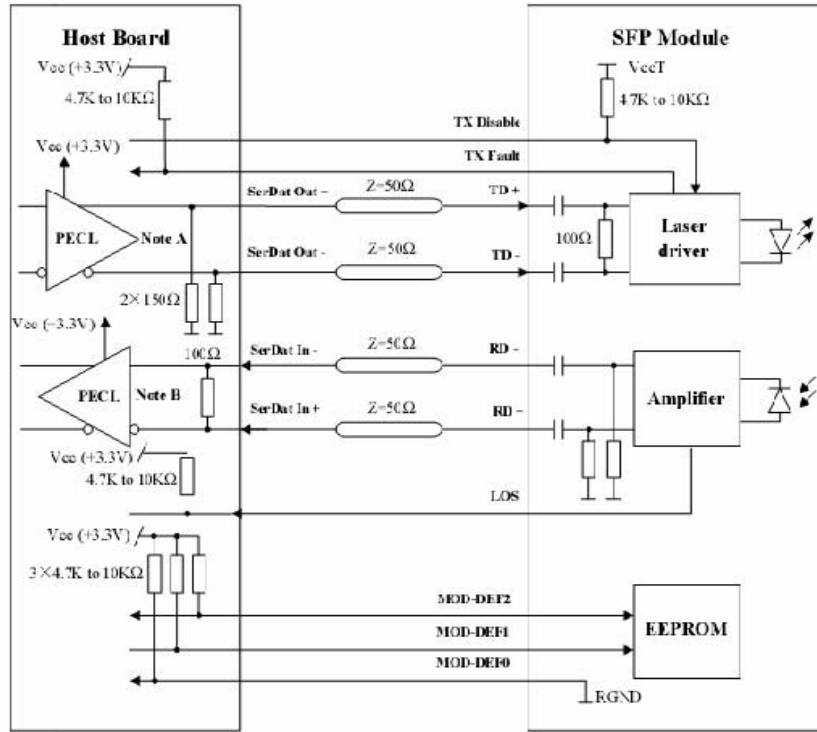 Host Board
SFP Module
Vcc (+3.3V)
4.7K to 10KΩ
VccT
4.7K to 10KΩ
TX Disable
TX Fault
Vcc (+3.3V)
SerDat Out -
Z=50Ω
TD +
PECL
Note A
100Ω
Laser
driver
SerDat Out -
Z=50Ω
TD -
2×150Ω
Vcc (-3.3V)
100Ω
SerDat In -
Z=50Ω
RD -
PECL
Note B
Amplifier
SerDat In +
Z=50Ω
RD -
Vcc (+3.3V)
4.7K to 10KΩ
LOS
Vcc (+3.3V)
3×4.7K to 10KΩ
MOD-DEF2
MOD-DEF1
EEPROM
MOD-DEF0
RGND